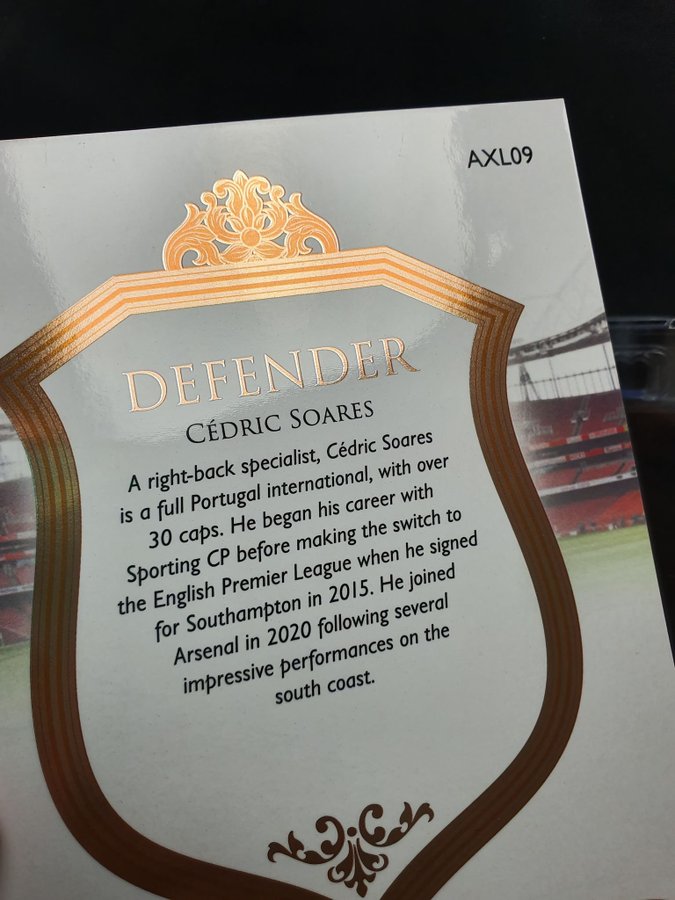 AXL09
DEFENDER
CÉDRIC SOARES
A right-back specialist, Cédric Soares
is a full Portugal international, with over
30 caps. He began his career with
Sporting CP before making the switch to
the English Premier League when he signed
for Southampton in 2015. He joined
Arsenal in 2020 following several
impressive performances on the
south coast.